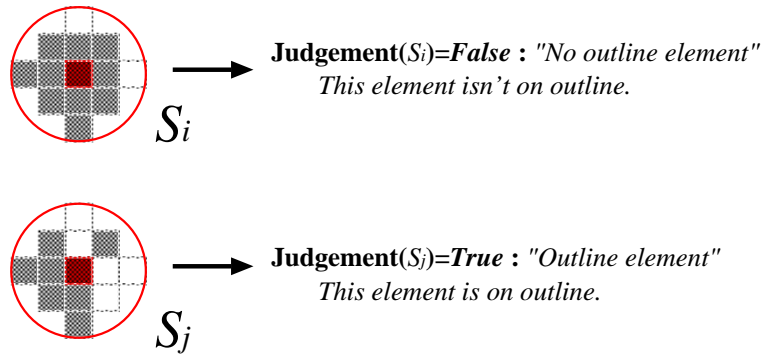 Judgement(Si)=False : "No outline element"
This element isn't on outline.
Si
Judgement(Sj)=True : "Outline element"
This element is on outline.
Sj